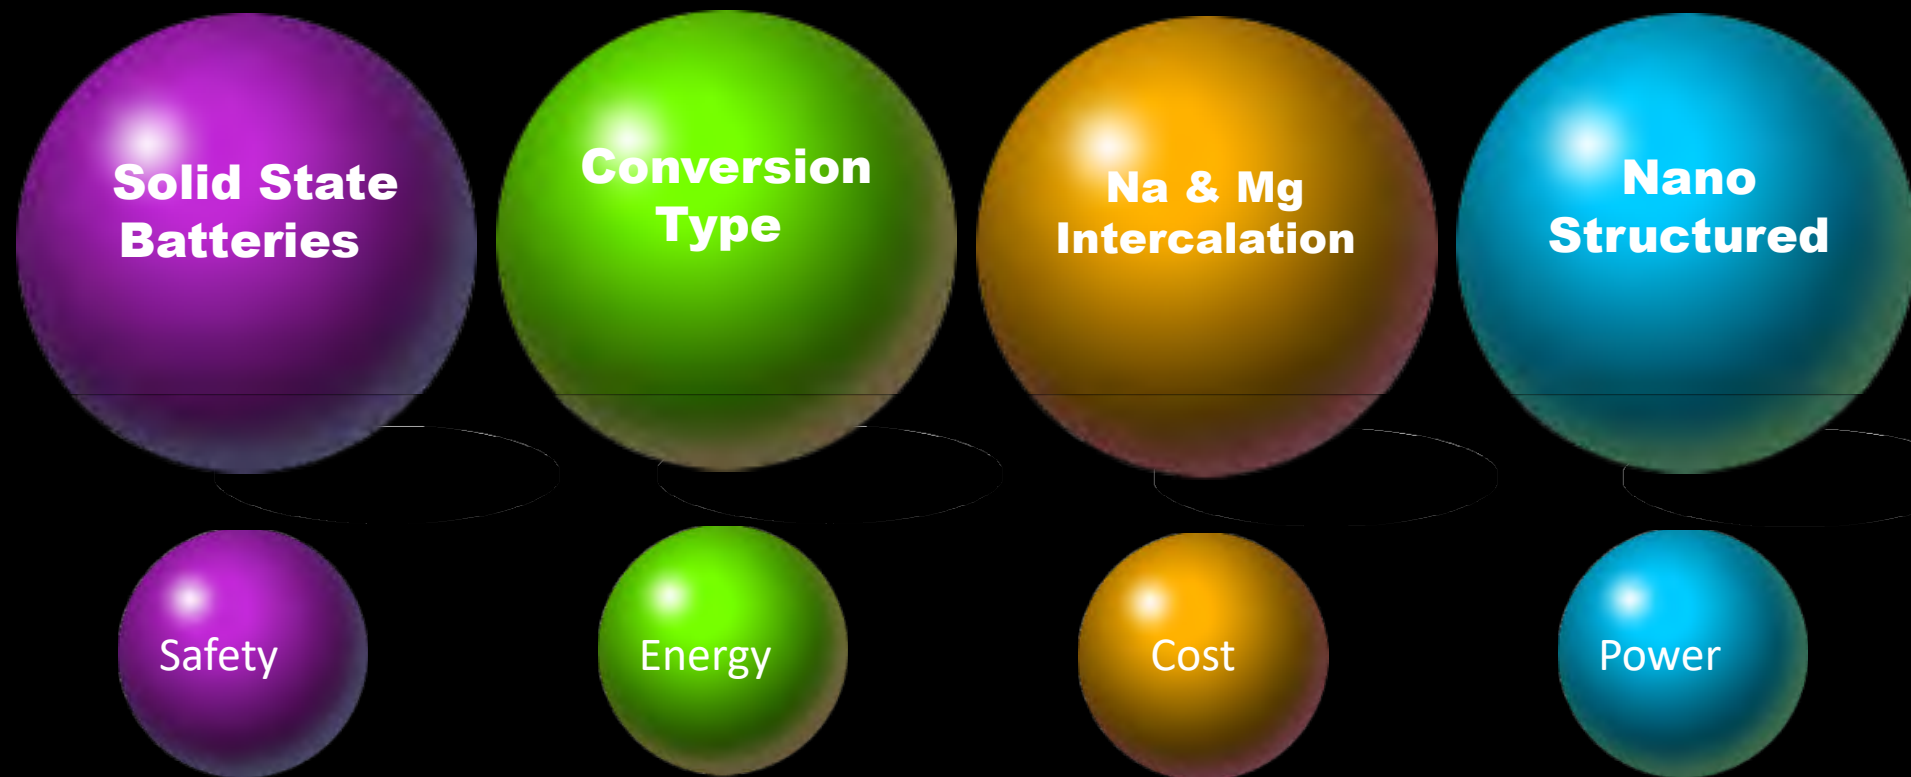 Solid State
Batteries
Conversion
Type
Na & Mg
Intercalation
Nano
Structured
Safety
Energy
Cost
Power